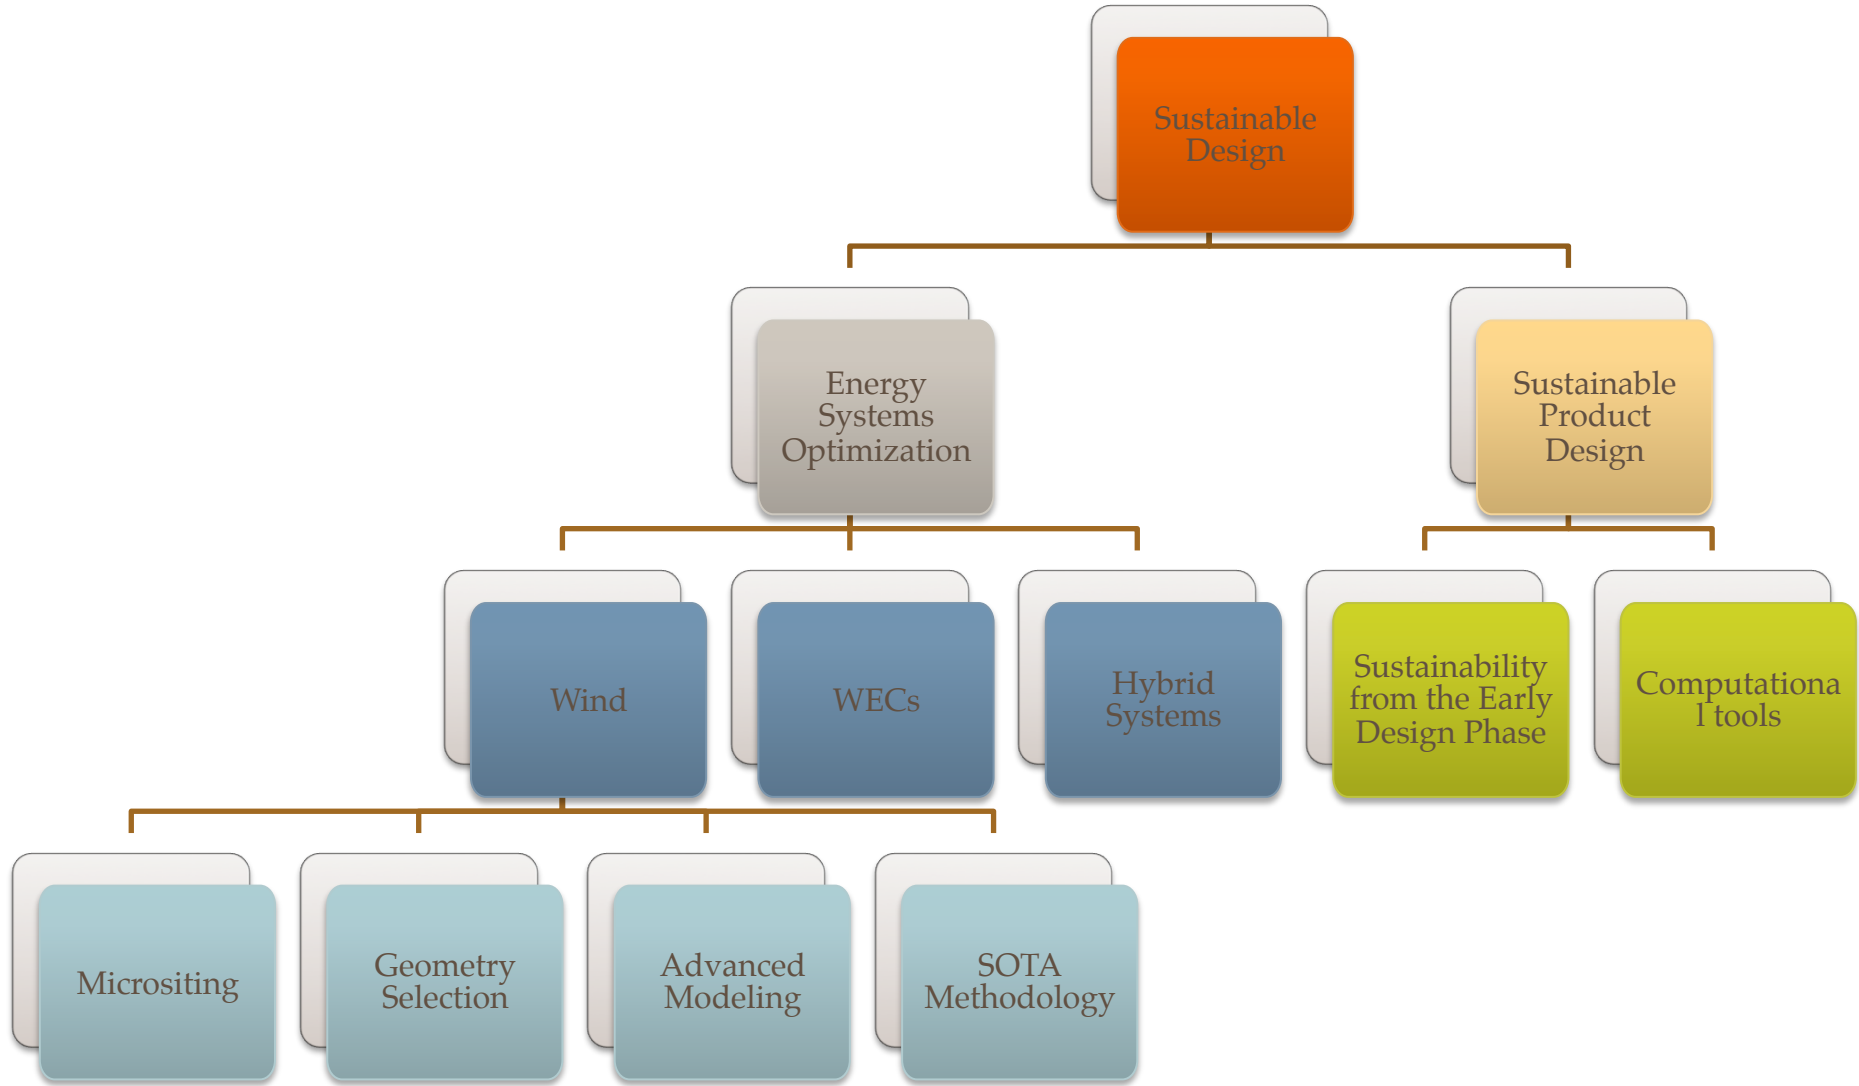 Sustainable
Design
Energy
Systems
Optimization
Sustainable
Product
Design
Wind
WECs
Hybrid
Systems
Sustainability
from the Early
Design Phase
Computationa
l tools
Micrositing
Geometry
Selection
Advanced
Modeling
SOTA
Methodology